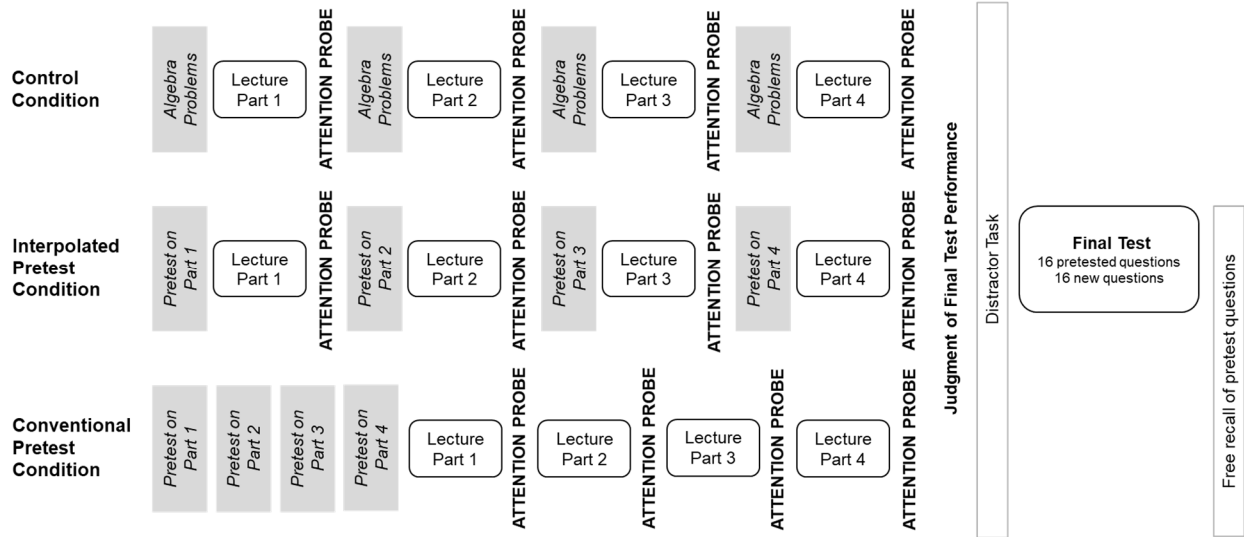 Control
Condition
Algebra
Problems
Lecture
Part 1
ATTENTION PROBE
Algebra
Problems
Lecture
Part 2
ATTENTION PROBE
Algebra
Problems
Lecture
Part 3
ATTENTION PROBE
Algebra
Problems
Lecture
Part 4
ATTENTION PROBE
Interpolated
Pretest
Condition
Pretest on
Part 1
Lecture
Part 1
ATTENTION PROBE
Pretest on
Part 2
Lecture
Part 2
ATTENTION PROBE
Pretest on
Part 3
Lecture
Part 3
ATTENTION PROBE
Pretest on
Part 4
Lecture
Part 4
ATTENTION PROBE
Conventional
Pretest
Condition
Pretest on
Part 1
Pretest on
Part 2
Pretest on
Part 3
Pretest on
Part 4
Lecture
Part 1
ATTENTION PROBE
Lecture
Part 2
ATTENTION PROBE
Lecture
Part 3
ATTENTION PROBE
Lecture
Part 4
ATTENTION PROBE
Judgment of Final Test Performance
Distractor Task
Final Test
16 pretested questions
16 new questions
Free recall of pretest questions